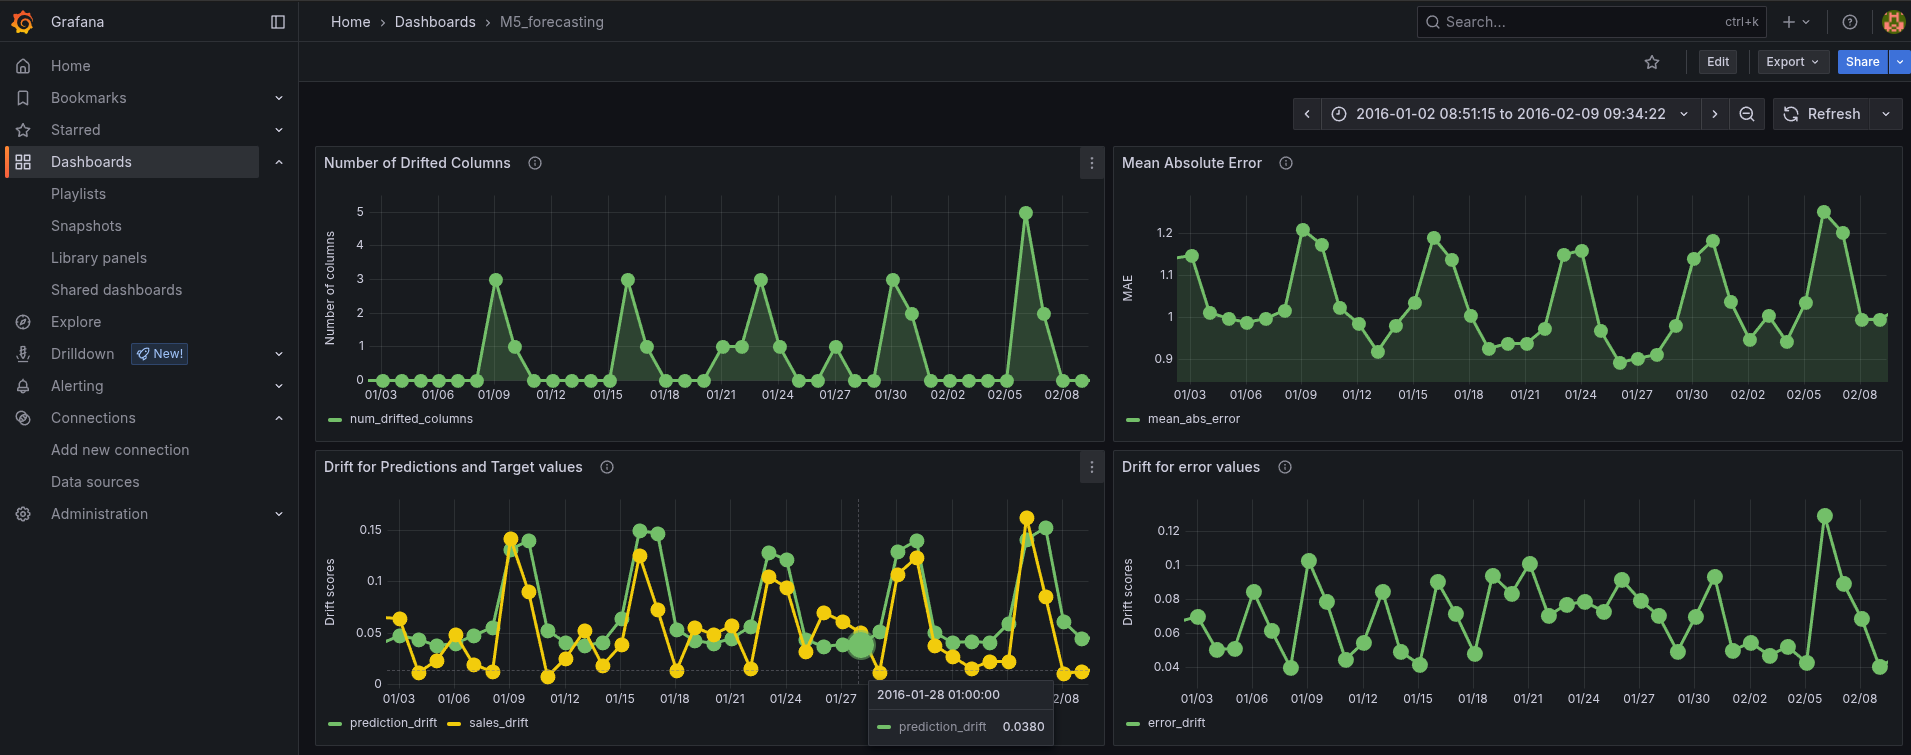 Grafana
Home › Dashboards › M5_forecasting
Search... ctrl+k
Home
Bookmarks
Starred
Dashboards
Playlists
Snapshots
Library panels
Shared dashboards
Explore
Drilldown New!
Alerting
Connections
Add new connection
Data sources
Administration
Edit Export Share
2016-01-02 08:51:15 to 2016-02-09 09:34:22 Refresh
Number of Drifted Columns
Number of columns
5
4
3
2
1
0
01/03 01/06 01/09 01/12 01/15 01/18 01/21 01/24 01/27 01/30 02/02 02/05 02/08
num_drifted_columns
Mean Absolute Error
MAE
1.2
1.1
1
0.9
01/03 01/06 01/09 01/12 01/15 01/18 01/21 01/24 01/27 01/30 02/02 02/05 02/08
mean_abs_error
Drift for Predictions and Target values
Drift scores
0.15
0.1
0.05
0
01/03 01/06 01/09 01/12 01/15 01/18 01/21 01/24 01/27 2/08
2016-01-28 01:00:00
prediction_drift 0.0380
prediction_drift sales_drift
Drift for error values
Drift scores
0.12
0.1
0.08
0.06
0.04
01/03 01/06 01/09 01/12 01/15 01/18 01/21 01/24 01/27 01/30 02/02 02/05 02/08
error_drift